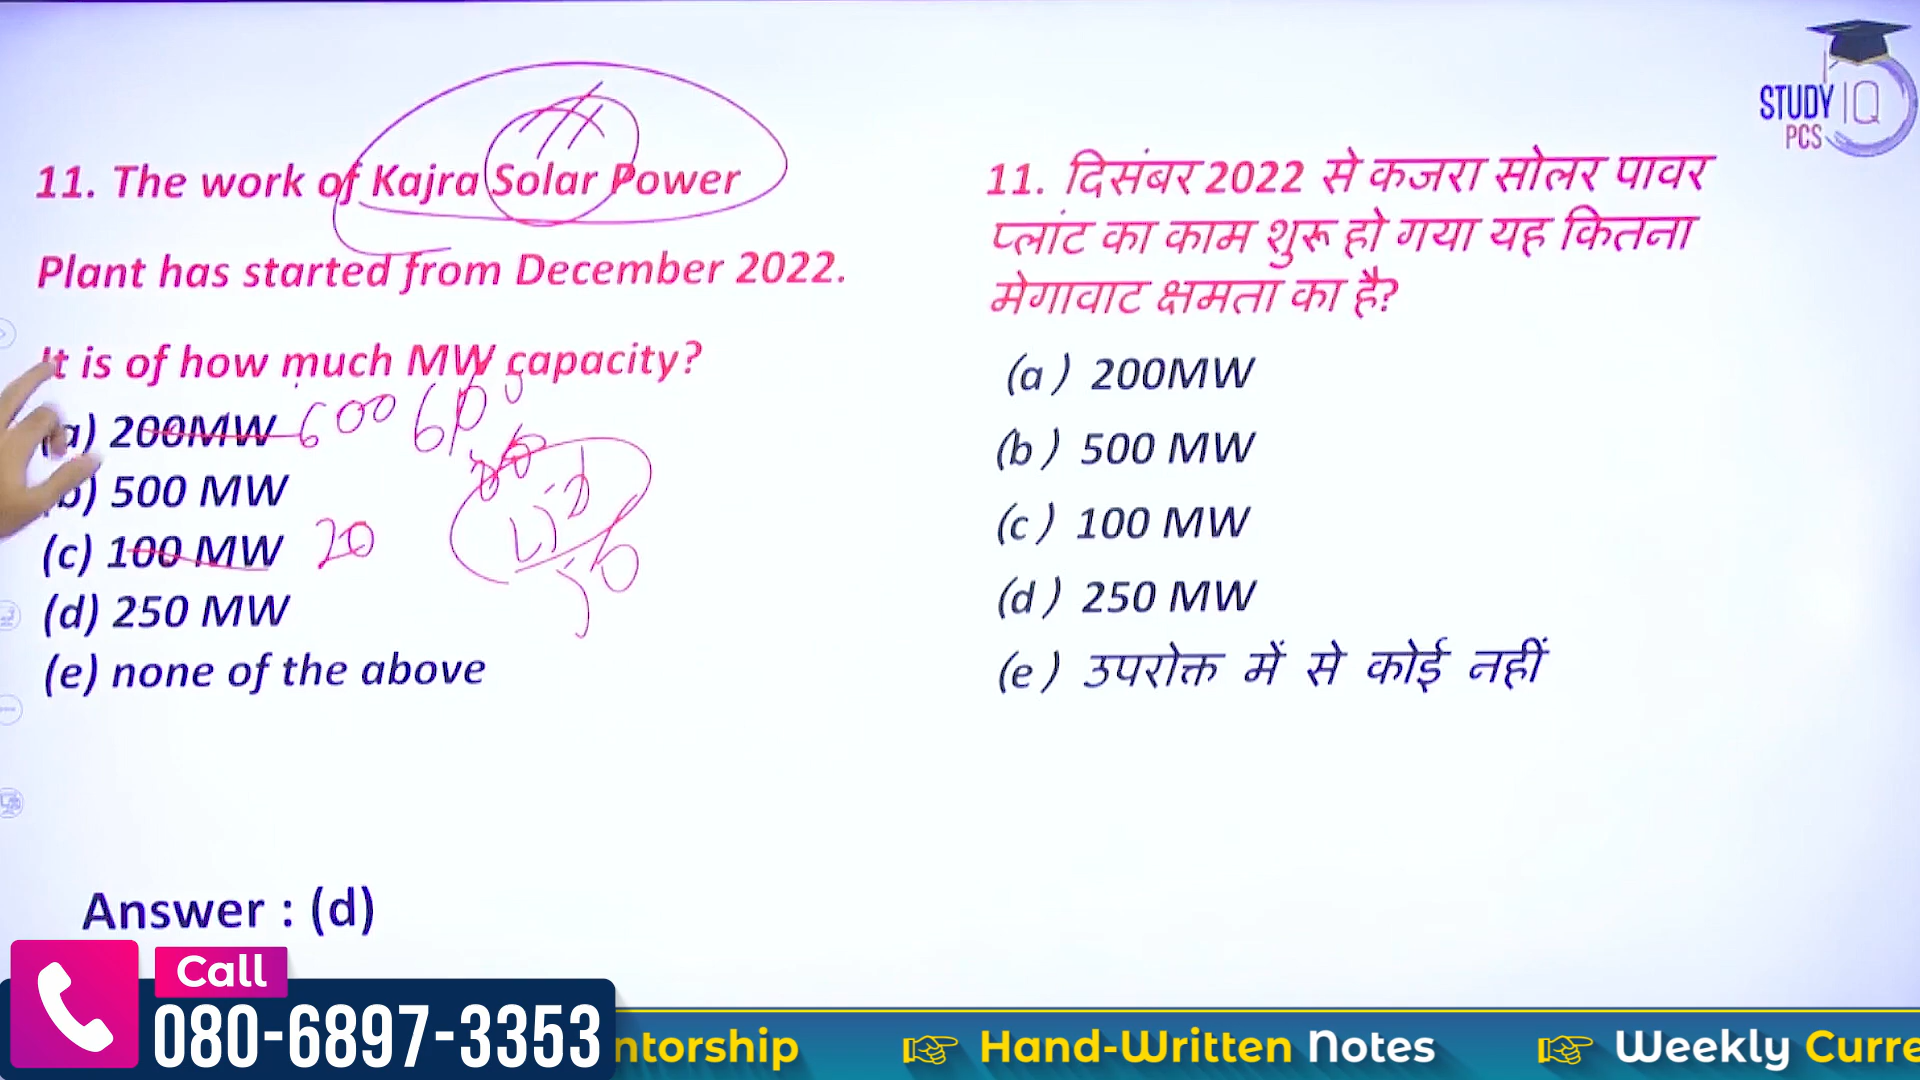 STUDY IQ
PCS
11. The work of Kajra Solar Power
Plant has started from December 2022.
It is of how much MW capacity?
(a) 200MW 600 60
(b) 500 MW
(c) 100 MW 20
(d) 250 MW
(e) none of the above
11. दिसंबर 2022 से कजरा सोलर पावर
प्लांट का काम शुरू हो गया यह कितना
मेगावाट क्षमता का है?
(a ) 200MW
(b ) 500 MW
(c ) 100 MW
(d ) 250 MW
(e ) उपरोक्त में से कोई नहीं
Answer : (d)
Call
080-6897-3353
ntorship Hand-Written Notes Weekly Curre